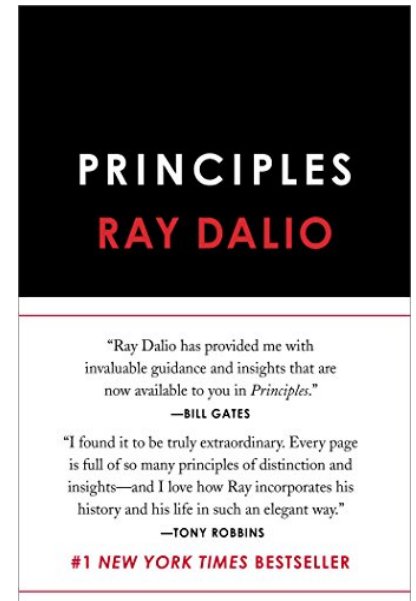 PRINCIPLES
RAY DALIO
“Ray Dalio has provided me with
invaluable guidance and insights that are
now available to you in Principles.”
—BILL GATES
“I found it to be truly extraordinary. Every page
is full of so many principles of distinction and
insights—and I love how Ray incorporates his
history and his life in such an elegant way.”
—TONY ROBBINS
#1 NEW YORK TIMES BESTSELLER